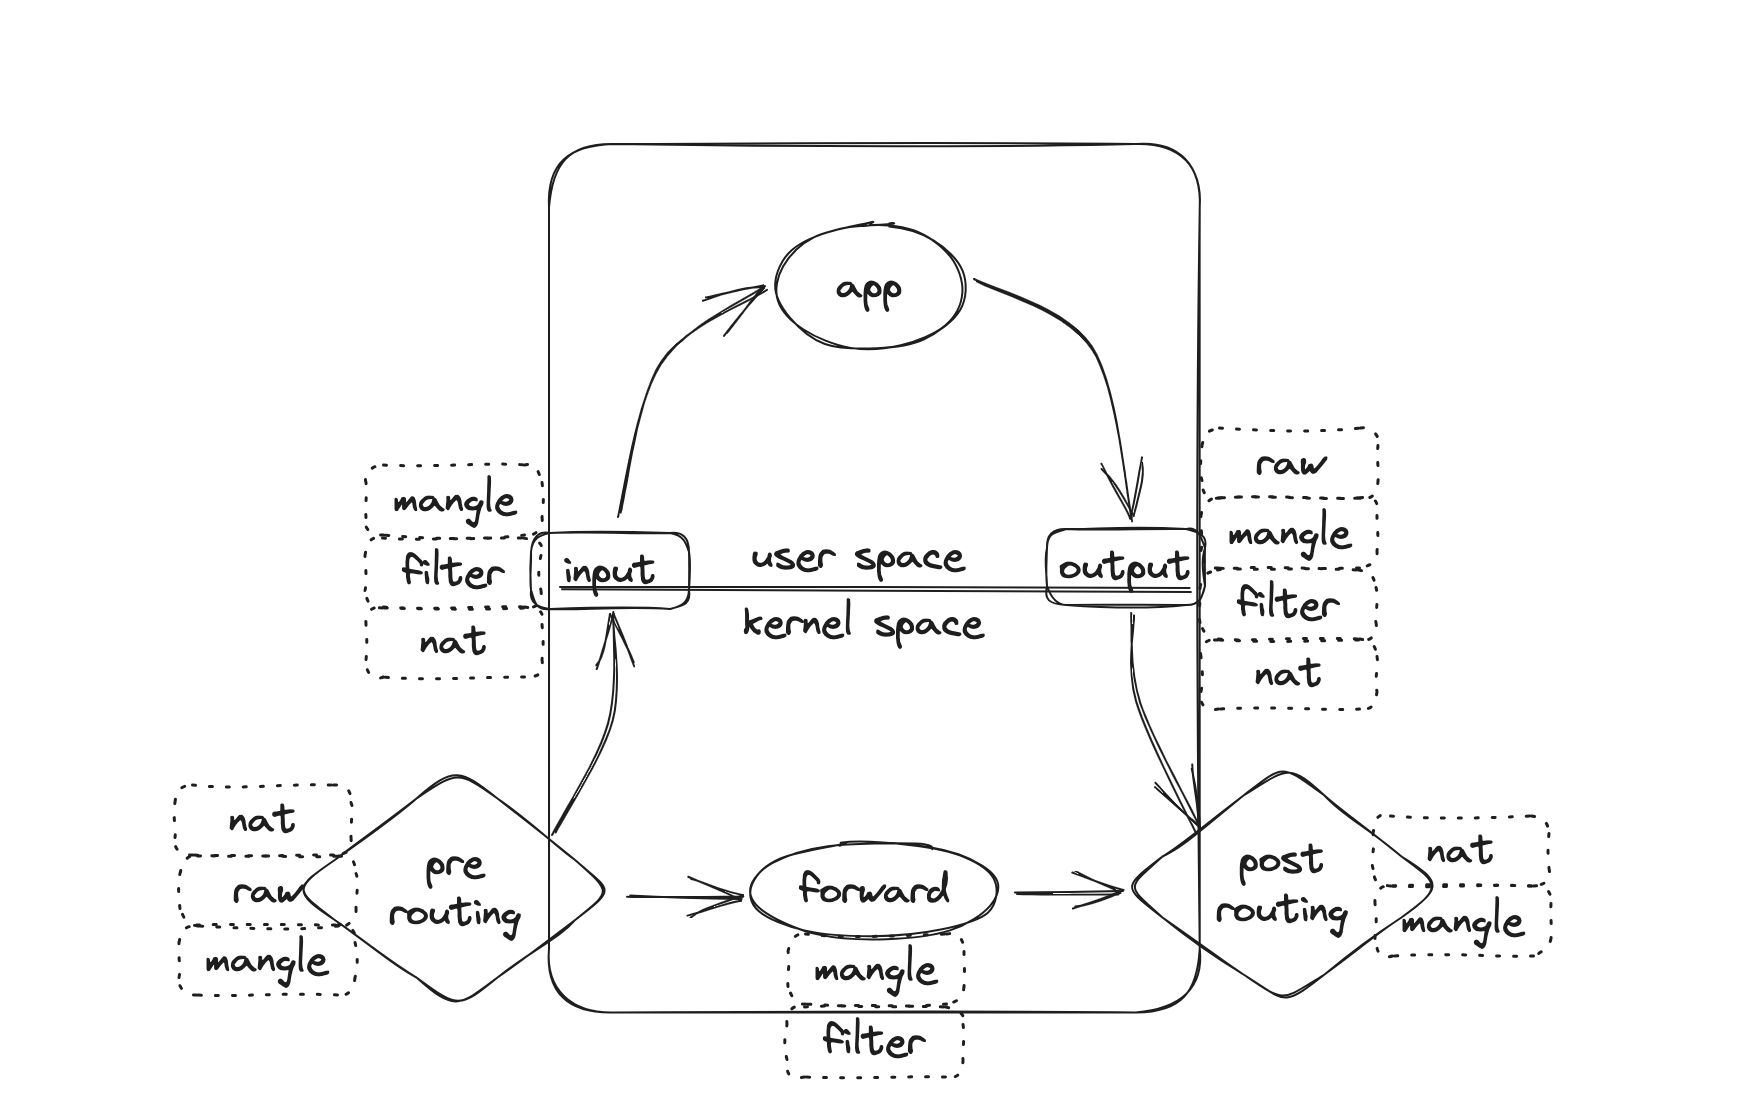 app
mangle
filter
nat
input
user space
kernel space
output
raw
mangle
filter
nat
nat
raw
mangle
pre
routing
forward
mangle
filter
post
routing
nat
mangle